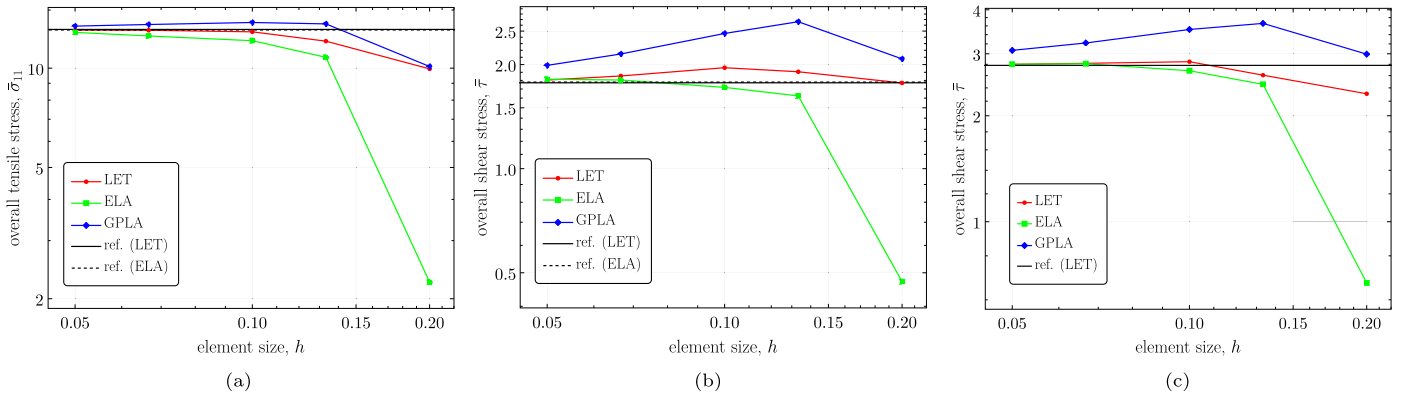 overall tensile stress, σ̄₁₁
10
5
2
LET
ELA
GPLA
ref. (LET)
ref. (ELA)
0.05
0.10
0.15
0.20
element size, h
(a)
overall shear stress, τ̄
2.5
2.0
1.5
1.0
0.5
LET
ELA
GPLA
ref. (LET)
ref. (ELA)
0.05
0.10
0.15
0.20
element size, h
(b)
overall shear stress, τ̄
4
3
2
1
LET
ELA
GPLA
ref. (LET)
0.05
0.10
0.15
0.20
element size, h
(c)